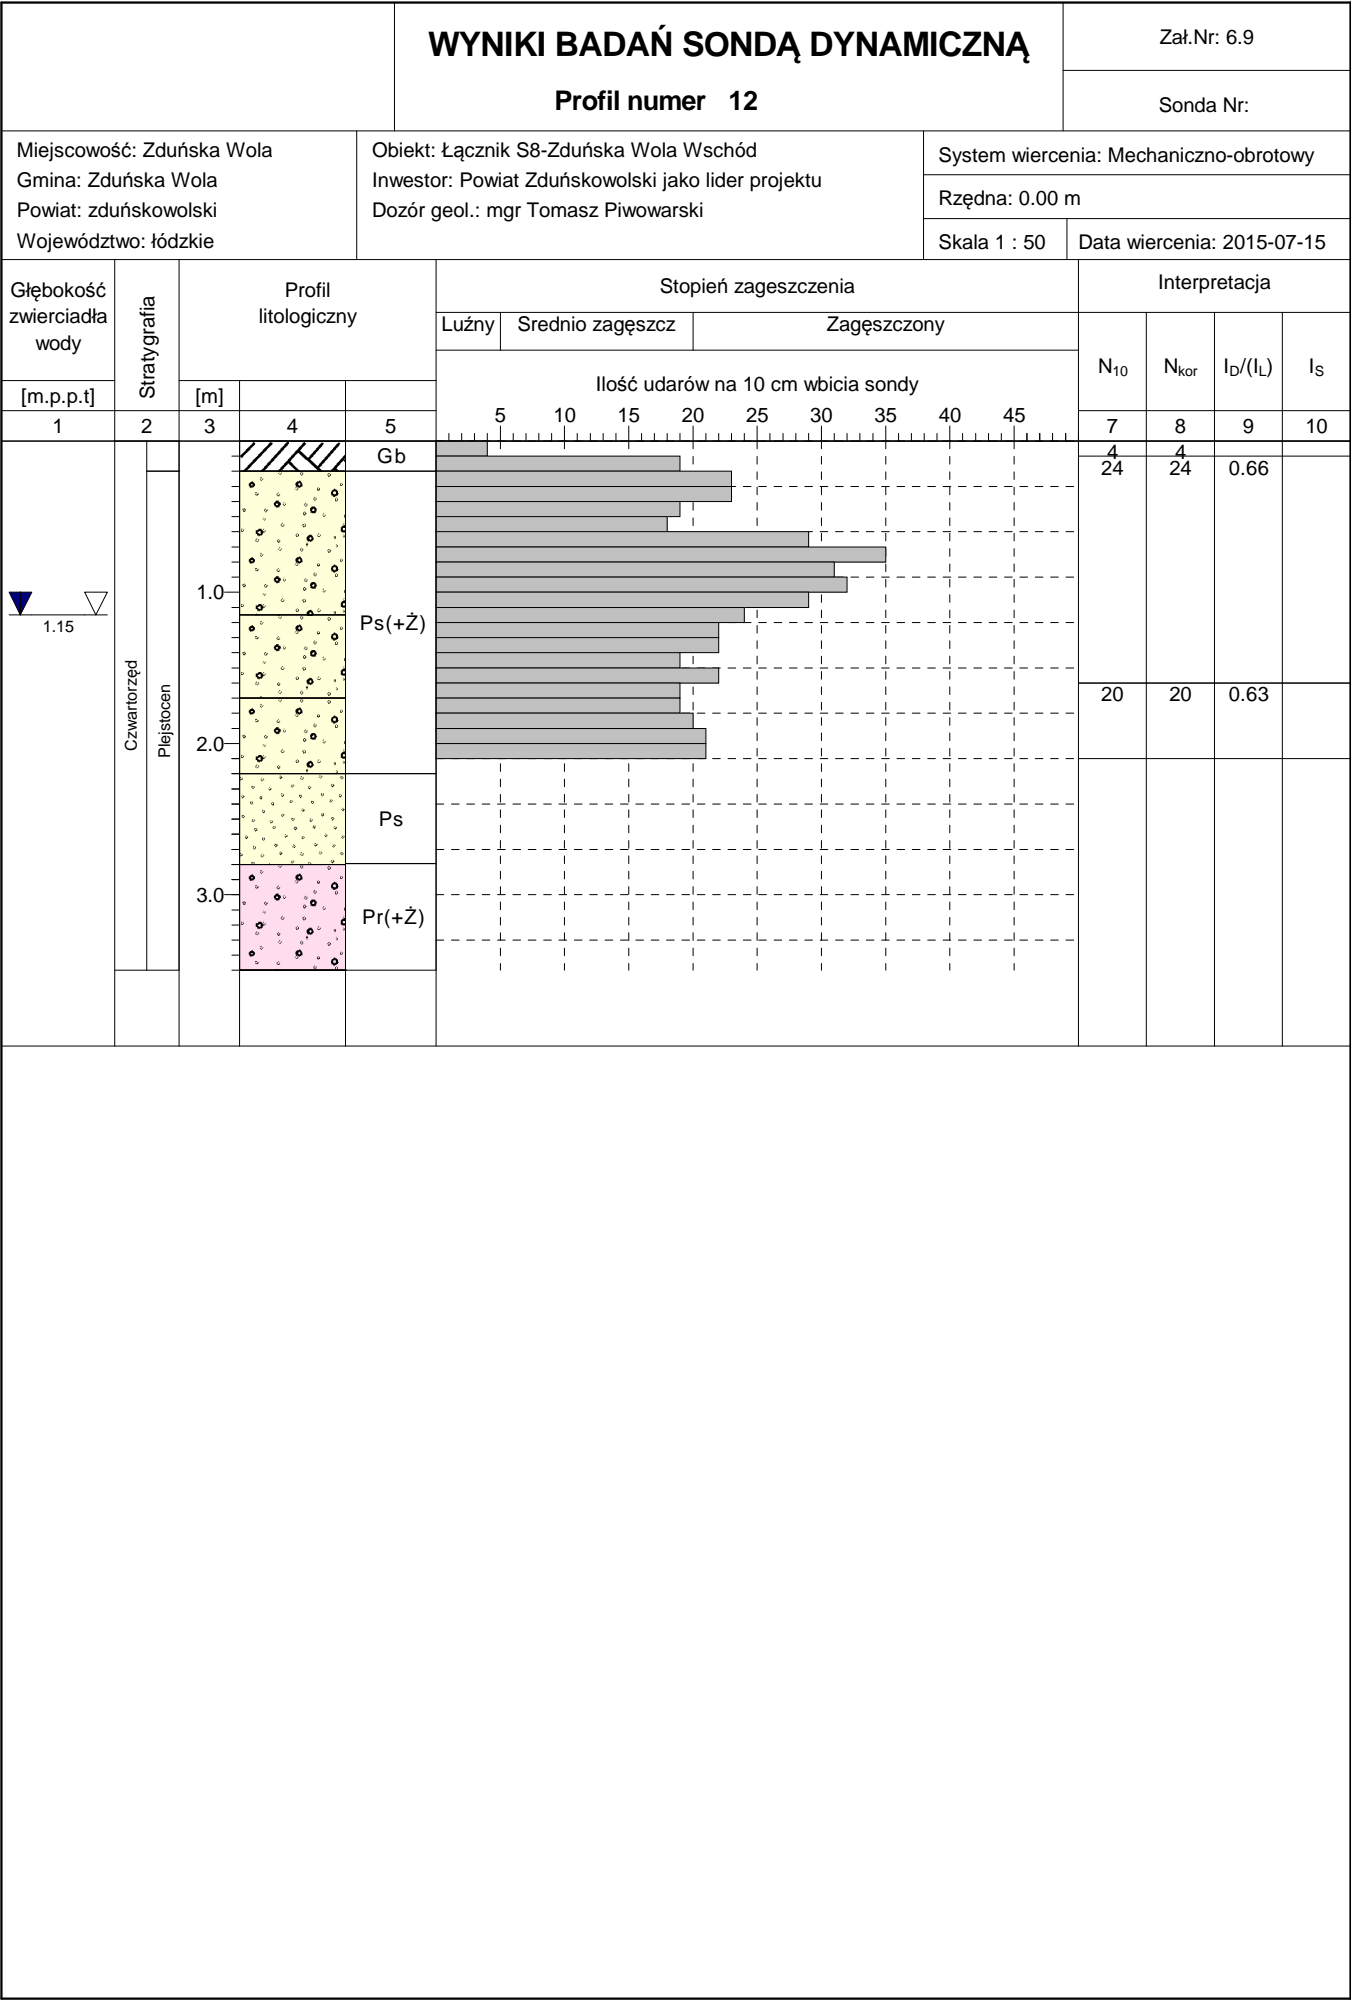 WYNIKI BADAŃ SONDĄ DYNAMICZNĄ
Profil numer 12
Zał.Nr: 6.9
Sonda Nr:
Miejscowość: Zduńska Wola
Gmina: Zduńska Wola
Powiat: zduńskowolski
Województwo: łódzkie
Obiekt: Łącznik S8-Zduńska Wola Wschód
Inwestor: Powiat Zduńskowolski jako lider projektu
Dozór geol.: mgr Tomasz Piwowarski
System wiercenia: Mechaniczno-obrotowy
Rzędna: 0.00 m
Skala 1 : 50
Data wiercenia: 2015-07-15
Głębokość
zwierciadła
wody
[m.p.p.t]
Stratygrafia
Profil
litologiczny
[m]
Stopień zageszczenia
Luźny
Srednio zagęszcz
Zagęszczony
Ilość udarów na 10 cm wbicia sondy
5 10 15 20 25 30 35 40 45
Interpretacja
N10
Nkor
ID/(IL)
IS
1 2 3 4 5 7 8 9 10
Gb
4 4
24 24 0.66
1.0
1.15
Ps(+Ż)
Czwartorzęd
Plejstocen
20 20 0.63
2.0
Ps
3.0
Pr(+Ż)